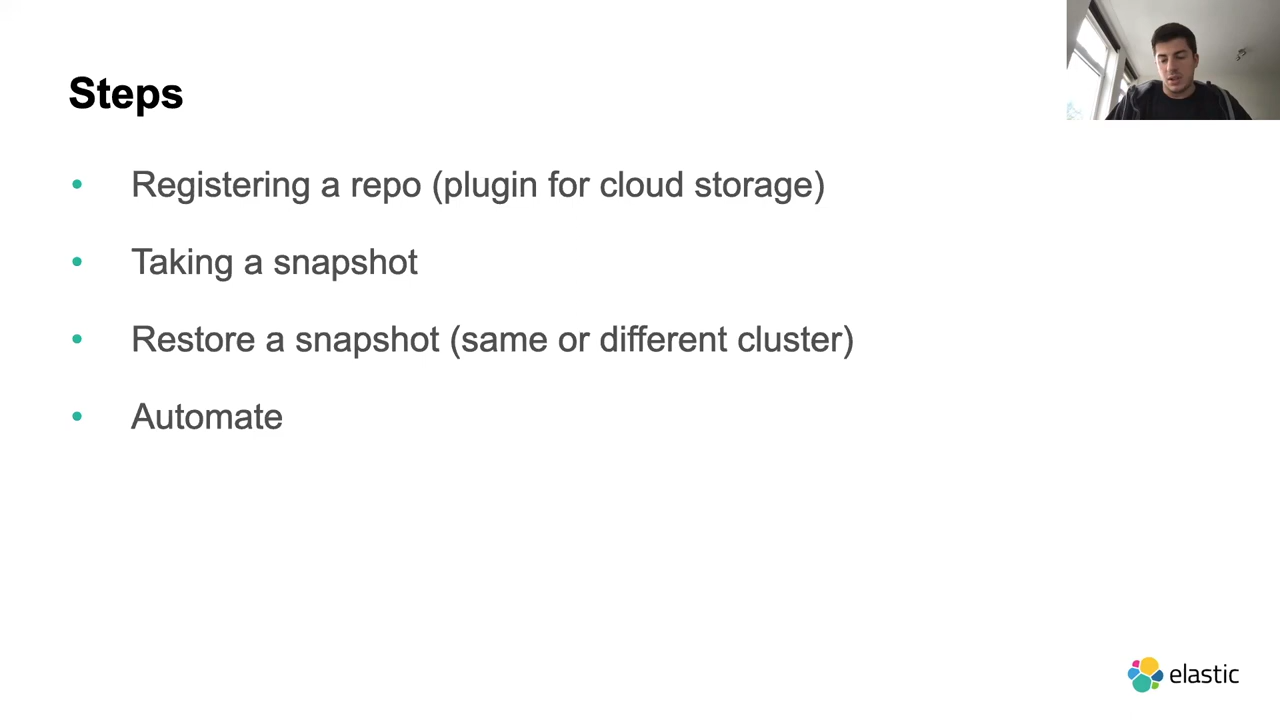 Steps
• Registering a repo (plugin for cloud storage)
• Taking a snapshot
• Restore a snapshot (same or different cluster)
• Automate
elastic